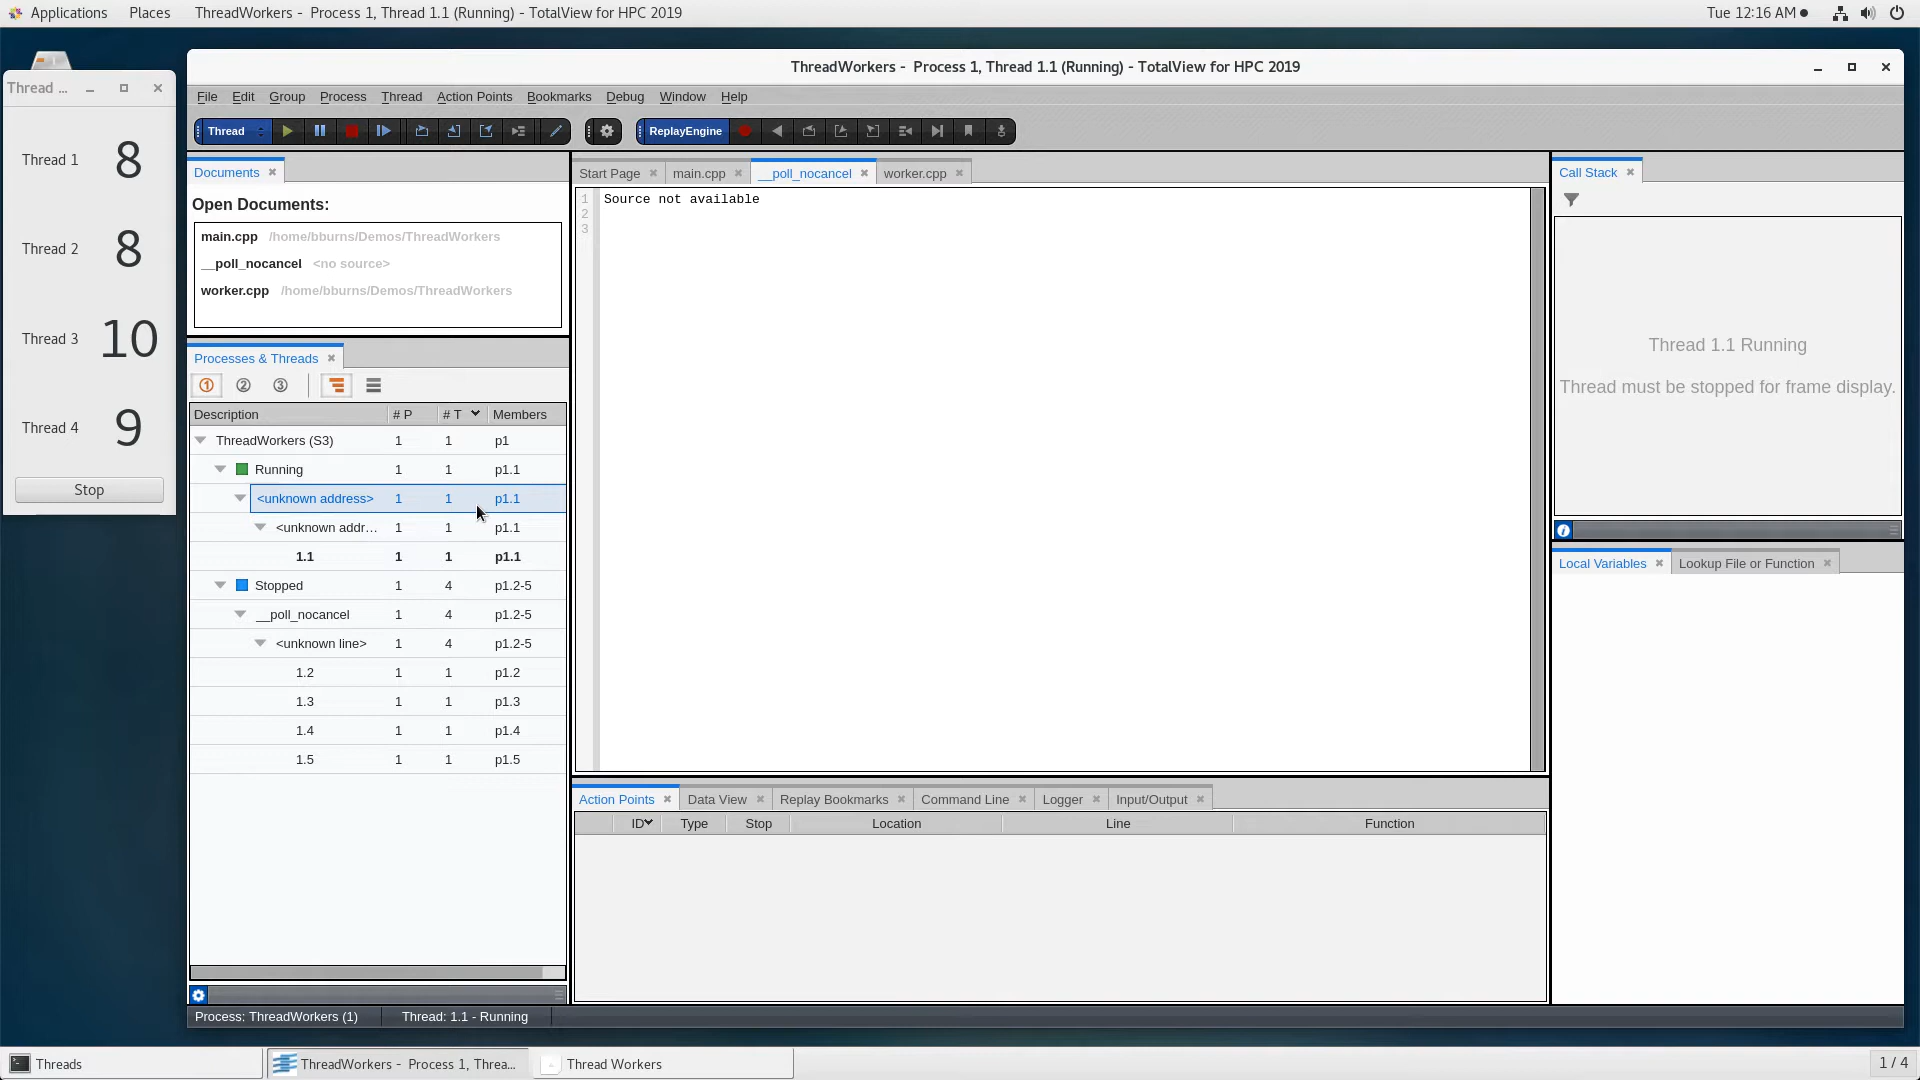 Applications Places ThreadWorkers - Process 1, Thread 1.1 (Running) - TotalView for HPC 2019 Tue 12:16 AM
Thread ...
Thread 1 8
Thread 2 8
Thread 3 10
Thread 4 9
Stop
ThreadWorkers - Process 1, Thread 1.1 (Running) - TotalView for HPC 2019
File Edit Group Process Thread Action Points Bookmarks Debug Window Help
Thread ReplayEngine
Documents
Open Documents:
main.cpp /home/bburns/Demos/ThreadWorkers
__poll_nocancel <no source>
worker.cpp /home/bburns/Demos/ThreadWorkers
Processes & Threads
1 2 3
Description # P # T Members
ThreadWorkers (S3) 1 1 p1
Running 1 1 p1.1
<unknown address> 1 1 p1.1
<unknown addr... 1 1 p1.1
1.1 1 1 p1.1
Stopped 1 4 p1.2-5
__poll_nocancel 1 4 p1.2-5
<unknown line> 1 4 p1.2-5
1.2 1 1 p1.2
1.3 1 1 p1.3
1.4 1 1 p1.4
1.5 1 1 p1.5
Start Page main.cpp __poll_nocancel worker.cpp
1 Source not available
2
3
Action Points Data View Replay Bookmarks Command Line Logger Input/Output
ID Type Stop Location Line Function
Call Stack
Thread 1.1 Running
Thread must be stopped for frame display.
Local Variables Lookup File or Function
Process: ThreadWorkers (1) Thread: 1.1 - Running
Threads ThreadWorkers - Process 1, Threa... Thread Workers 1 / 4